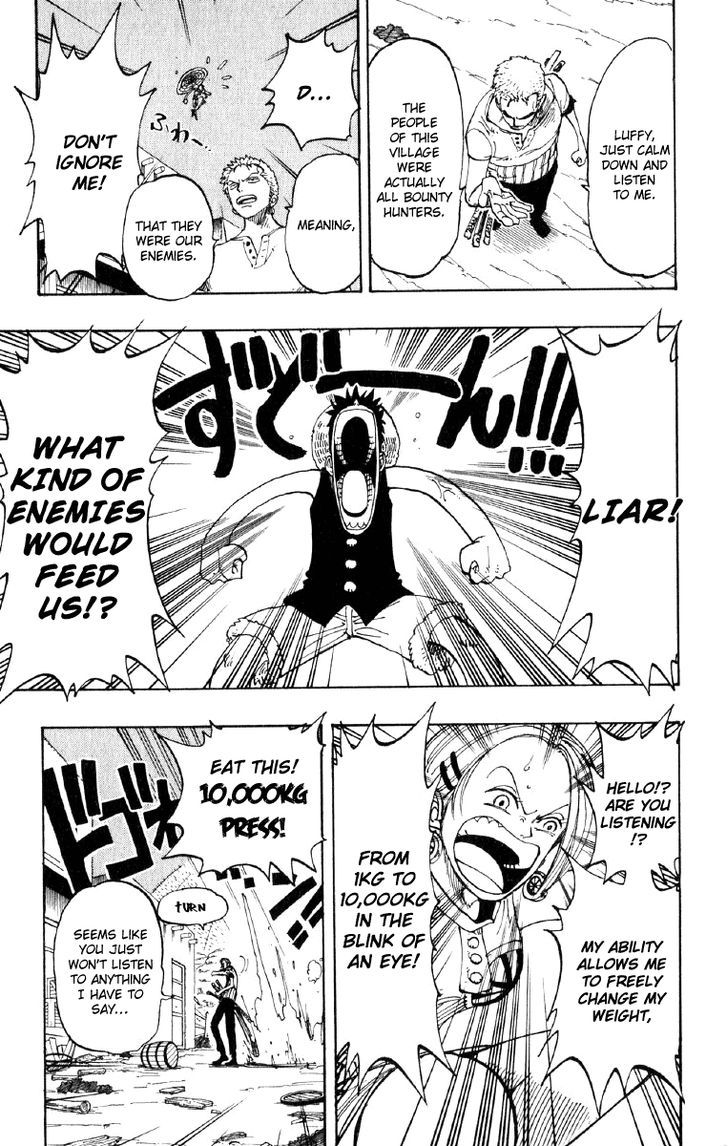 LUFFY,
JUST CALM
DOWN AND
LISTEN
TO ME.
THE
PEOPLE
OF THIS
VILLAGE
WERE
ACTUALLY
ALL BOUNTY
HUNTERS.
D...
ふわー
MEANING,
THAT THEY
WERE OUR
ENEMIES.
DON'T
IGNORE
ME!
LIAR!
ずどーん!!!!
WHAT
KIND OF
ENEMIES
WOULD
FEED
US!?
HELLO!?
ARE YOU
LISTENING
!?
MY ABILITY
ALLOWS ME
TO FREELY
CHANGE MY
WEIGHT,
FROM
1KG TO
10,000KG
IN THE
BLINK OF
AN EYE!
EAT THIS!
10,000KG
PRESS!
TURN
SEEMS LIKE
YOU JUST
WON'T LISTEN
TO ANYTHING
I HAVE TO
SAY...